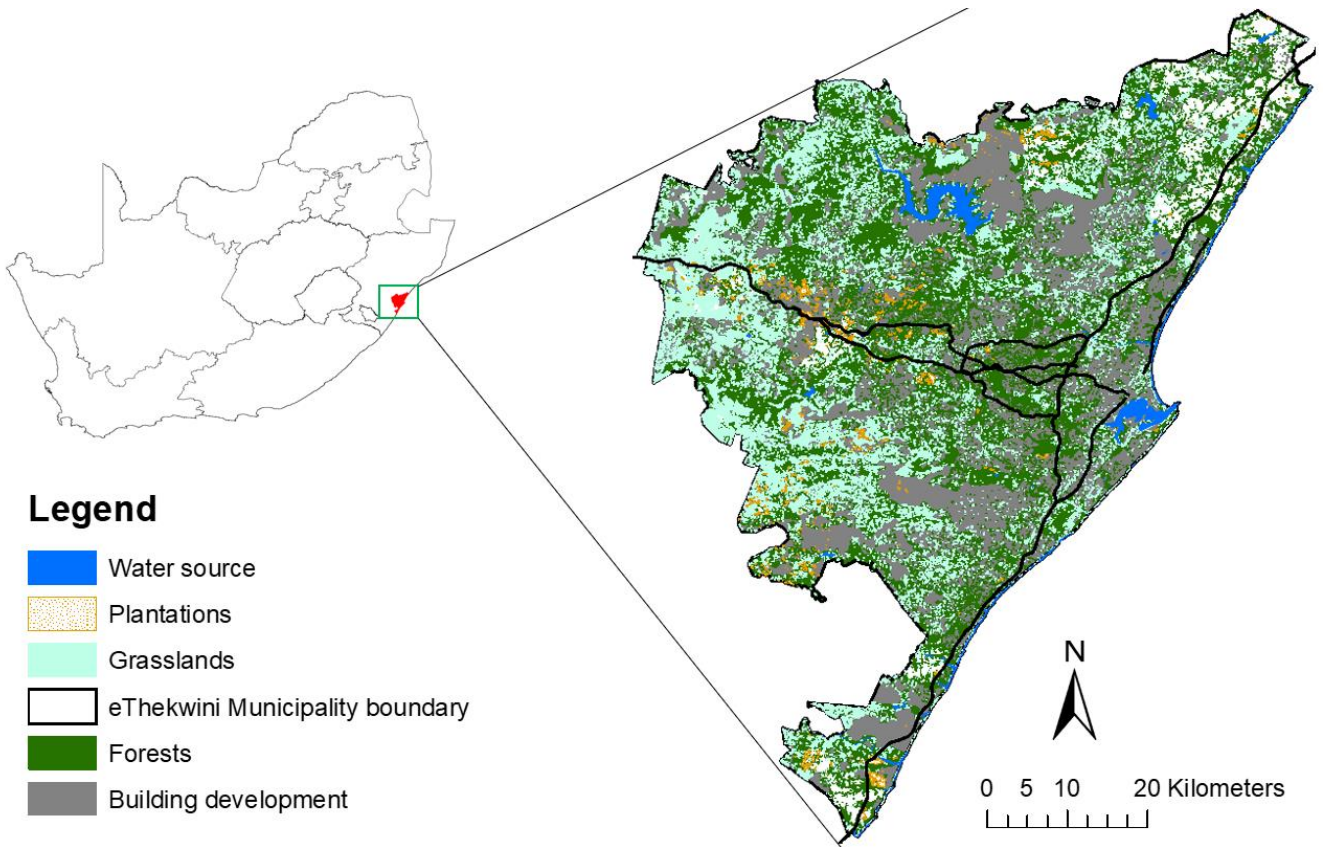 Legend
Water source
Plantations
Grasslands
eThekwini Municipality boundary
Forests
Building development
N
0 5 10 20 Kilometers